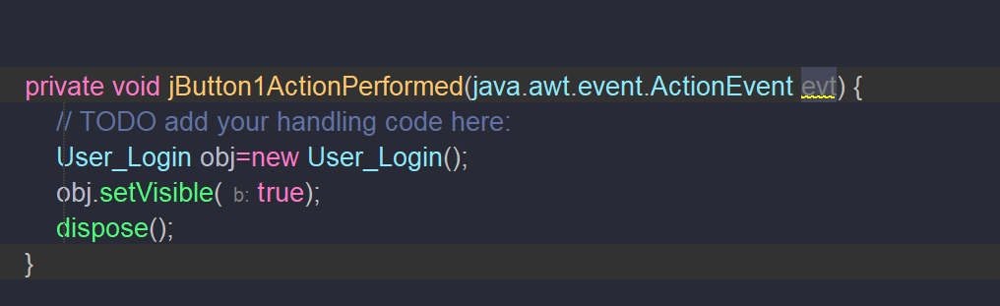 private void jButton1ActionPerformed(java.awt.event.ActionEvent evt) {
// TODO add your handling code here:
User_Login obj=new User_Login();
obj.setVisible( b: true);
dispose();
}